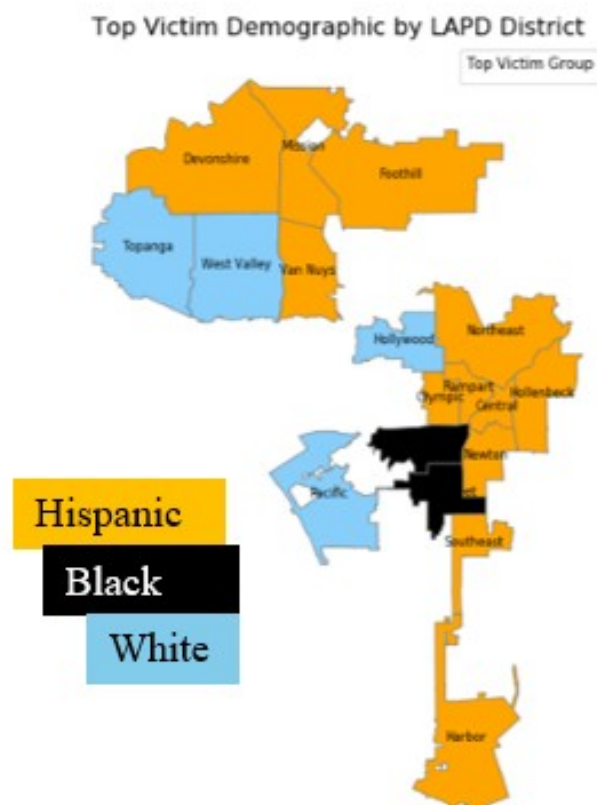 Top Victim Demographic by LAPD District
Top Victim Group
Mission
Devonshire
Foothill
Topanga
West Valley
Van Nuys
Northeast
Hollywood
Rampart
Hollenbeck
Olympic
Central
Newton
Pacific
Hispanic
Southeast
Black
White
Harbor